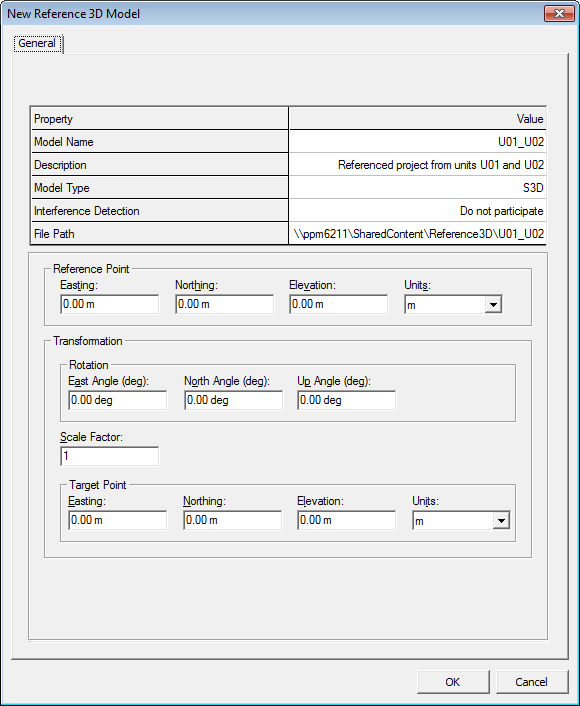 New Reference 3D Model
General
Property Value
Model Name U01_U02
Description Referenced project from units U01 and U02
Model Type S3D
Interference Detection Do not participate
File Path \\ppm6211\SharedContent\Reference3D\U01_U02
Reference Point
Easting: Northing: Elevation: Units:
0.00 m 0.00 m 0.00 m m
Transformation
Rotation
East Angle (deg): North Angle (deg): Up Angle (deg):
0.00 deg 0.00 deg 0.00 deg
Scale Factor:
1
Target Point
Easting: Northing: Elevation: Units:
0.00 m 0.00 m 0.00 m m
OK Cancel